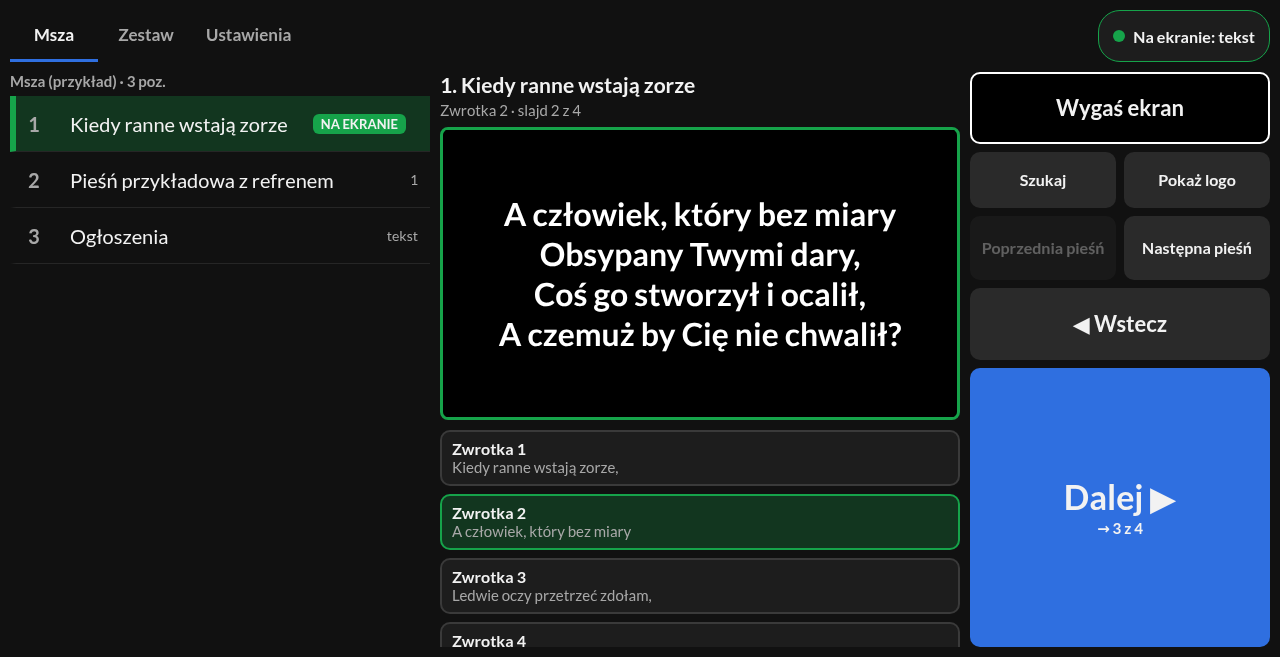 Msza
Zestaw
Ustawienia
Na ekranie: tekst
Msza (przykład) · 3 poz.
1 Kiedy ranne wstają zorze NA EKRANIE
2 Pieśń przykładowa z refrenem 1
3 Ogłoszenia tekst
1. Kiedy ranne wstają zorze
Zwrotka 2 · slajd 2 z 4
A człowiek, który bez miary
Obsypany Twymi dary,
Coś go stworzył i ocalił,
A czemuż by Cię nie chwalił?
Zwrotka 1
Kiedy ranne wstają zorze,
Zwrotka 2
A człowiek, który bez miary
Zwrotka 3
Ledwie oczy przetrzeć zdołam,
Zwrotka 4
Wygaś ekran
Szukaj
Pokaż logo
Poprzednia pieśń
Następna pieśń
◀ Wstecz
Dalej ▶
→ 3 z 4